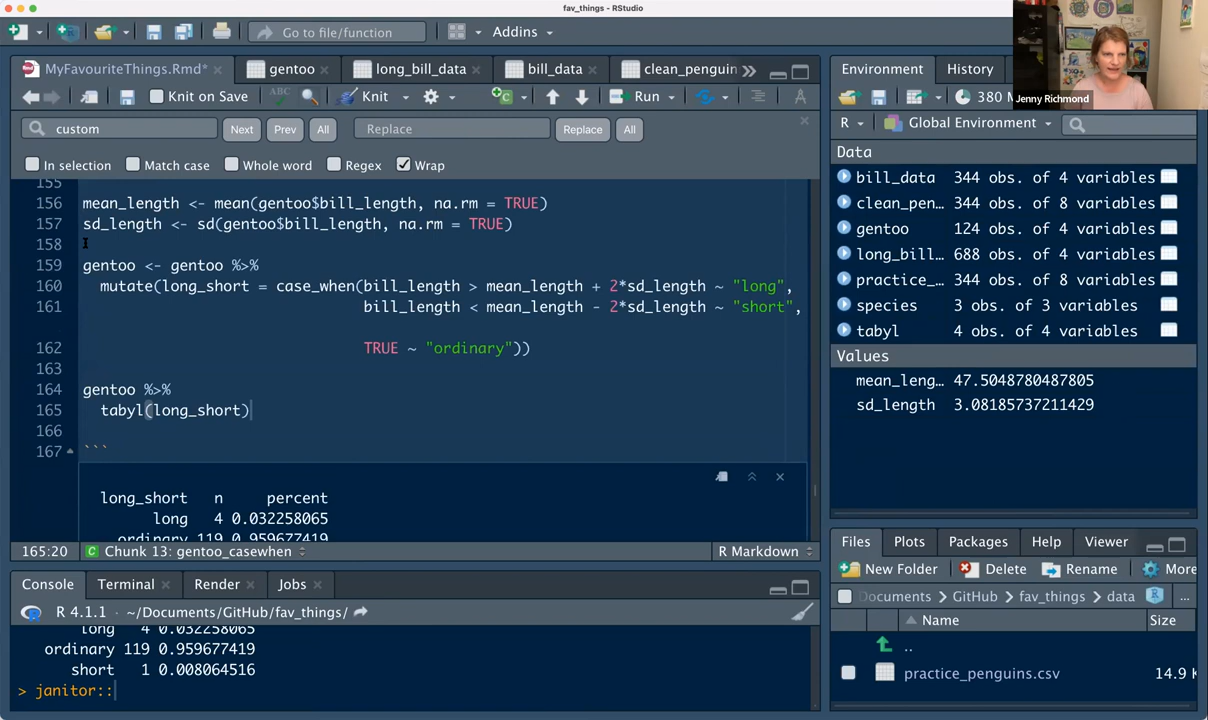 fav_things - RStudio
Go to file/function
Addins
MyFavouriteThings.Rmd*
gentoo
long_bill_data
bill_data
clean_penguin
Knit on Save
ABC
Knit
Run
custom
Next
Prev
All
Replace
Replace
All
In selection
Match case
Whole word
Regex
Wrap
155
156 mean_length <- mean(gentoo$bill_length, na.rm = TRUE)
157 sd_length <- sd(gentoo$bill_length, na.rm = TRUE)
158
159 gentoo <- gentoo %>%
160 mutate(long_short = case_when(bill_length > mean_length + 2*sd_length ~ "long",
161 bill_length < mean_length - 2*sd_length ~ "short",
162 TRUE ~ "ordinary"))
163
164 gentoo %>%
165 tabyl(long_short)
166
167 ```
long_short n percent
long 4 0.032258065
ordinary 119 0.959677419
165:20
Chunk 13: gentoo_casewhen
R Markdown
Console
Terminal
Render
Jobs
R 4.1.1 · ~/Documents/GitHub/fav_things/
long 4 0.032258065
ordinary 119 0.959677419
short 1 0.008064516
> janitor::
Jenny Richmond
Environment
History
380 M
R
Global Environment
Data
bill_data 344 obs. of 4 variables
clean_pen… 344 obs. of 8 variables
gentoo 124 obs. of 4 variables
long_bill… 688 obs. of 4 variables
practice_… 344 obs. of 8 variables
species 3 obs. of 3 variables
tabyl 4 obs. of 4 variables
Values
mean_leng… 47.5048780487805
sd_length 3.08185737211429
Files
Plots
Packages
Help
Viewer
New Folder
Delete
Rename
More
Documents
GitHub
fav_things
data
R
...
Name
Size
..
practice_penguins.csv
14.9 K